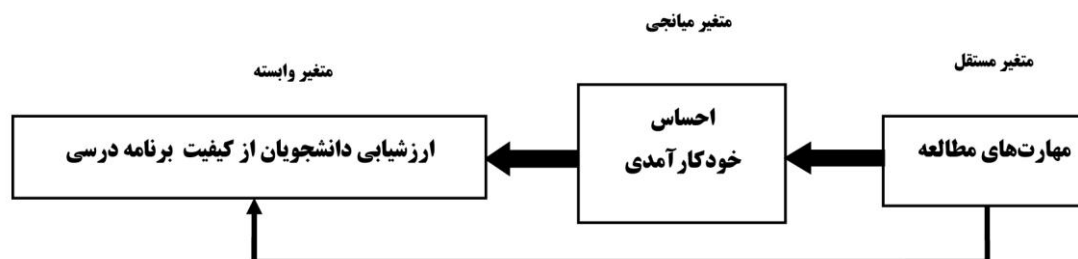 متغیر میانجی
متغیر مستقل
متغیر وابسته
احساس
خودکارآمدی
مهارت‌های مطالعه
ارزشیابی دانشجویان از کیفیت برنامه درسی